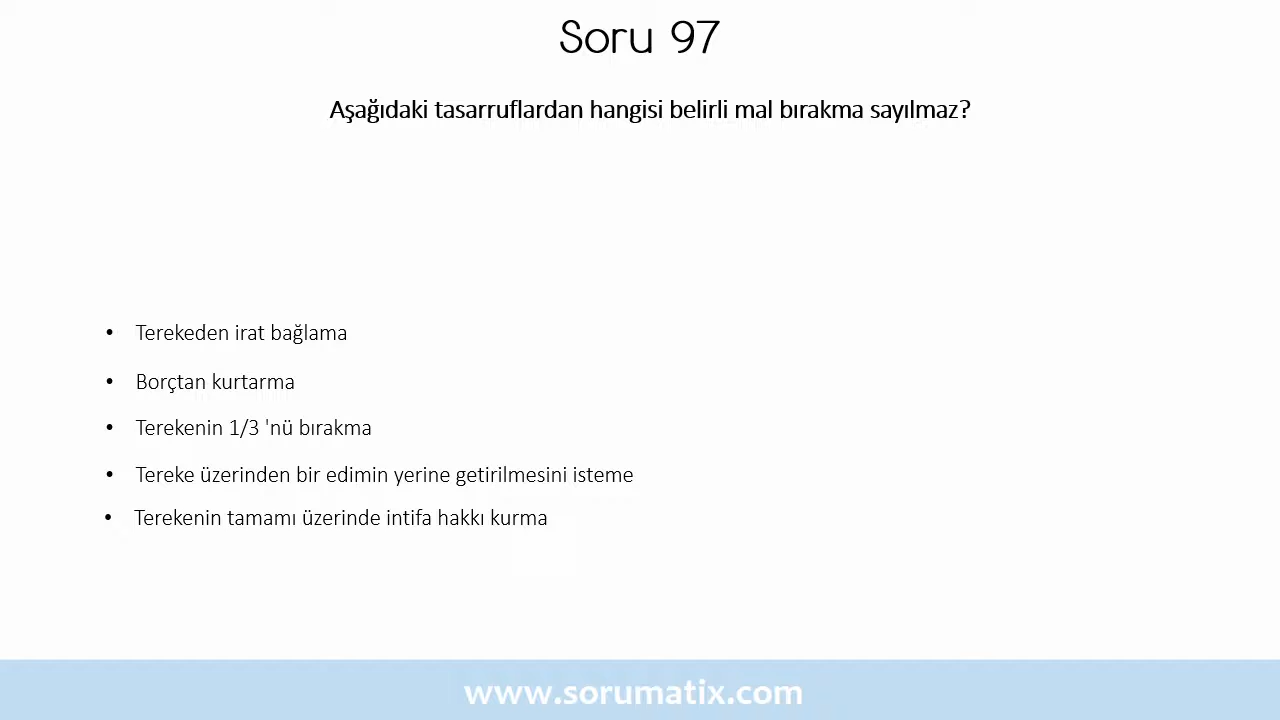 Soru 97
Aşağıdaki tasarruflardan hangisi belirli mal bırakma sayılmaz?
• Terekeden irat bağlama
• Borçtan kurtarma
• Terekenin 1/3 'nü bırakma
• Tereke üzerinden bir edimin yerine getirilmesini isteme
• Terekenin tamamı üzerinde intifa hakkı kurma
www.sorumatix.com